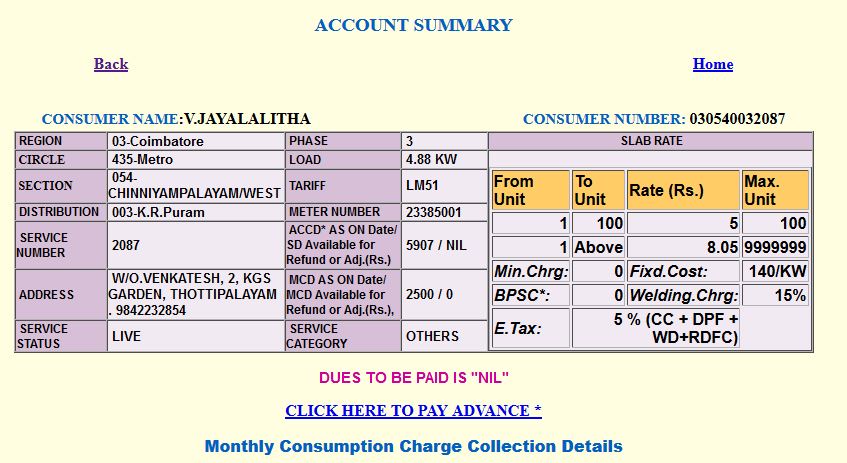 ACCOUNT SUMMARY
Back Home
CONSUMER NAME:V.JAYALALITHA CONSUMER NUMBER: 030540032087
REGION 03-Coimbatore PHASE 3 SLAB RATE
CIRCLE 435-Metro LOAD 4.88 KW
SECTION 054-
CHINNIYAMPALAYAM/WEST TARIFF LM51
DISTRIBUTION 003-K.R.Puram METER NUMBER 23385001
SERVICE
NUMBER 2087 ACCD* AS ON Date/
SD Available for
Refund or Adj.(Rs.) 5907 / NIL
ADDRESS W/O.VENKATESH, 2, KGS
GARDEN, THOTTIPALAYAM
. 9842232854 MCD AS ON Date/
MCD Available for
Refund or Adj.(Rs.), 2500 / 0
SERVICE
STATUS LIVE SERVICE
CATEGORY OTHERS
From
Unit To
Unit Rate (Rs.) Max.
Unit
1 100 5 100
1 Above 8.05 9999999
Min.Chrg: 0 Fixd.Cost: 140/KW
BPSC*: 0 Welding.Chrg: 15%
E.Tax: 5 % (CC + DPF +
WD+RDFC)
DUES TO BE PAID IS "NIL"
CLICK HERE TO PAY ADVANCE *
Monthly Consumption Charge Collection Details